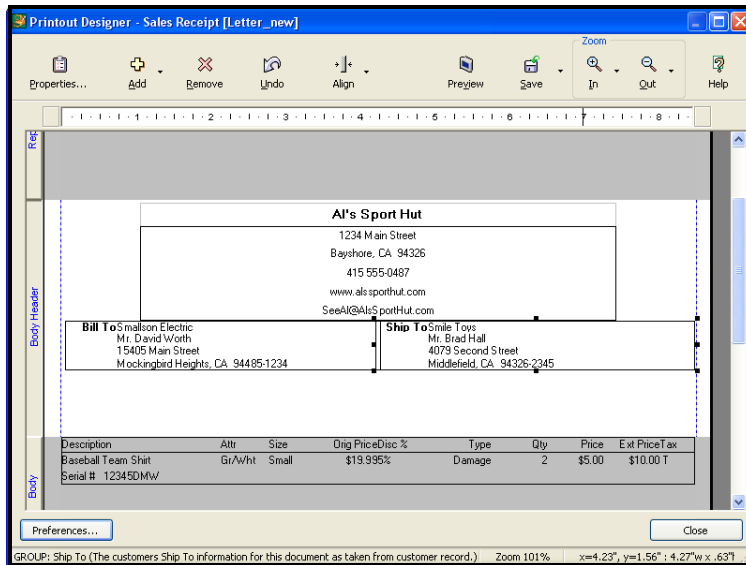 Printout Designer - Sales Receipt [Letter_new]
Zoom
Properties... Add Remove Undo Align Preview Save In Out Help
1 2 3 4 5 6 7 8
Rep
Al's Sport Hut
1234 Main Street
Bayshore, CA 94326
415 555-0487
www.alssporthut.com
SeeAl@AlsSportHut.com
Body Header
Bill To Smallson Electric Ship To Smile Toys
Mr. David Worth Mr. Brad Hall
15405 Main Street 4079 Second Street
Mockingbird Heights, CA 94485-1234 Middlefield, CA 94326-2345
Description Attr Size Orig Price Disc % Type Qty Price Ext Price Tax
Baseball Team Shirt Gr/Wht Small $19.995% Damage 2 $5.00 $10.00 T
Serial # 12345DMW
Body
Preferences... Close
GROUP: Ship To (The customers Ship To information for this document as taken from customer record.) Zoom 101% x=4.23", y=1.56" : 4.27"w x .63"h